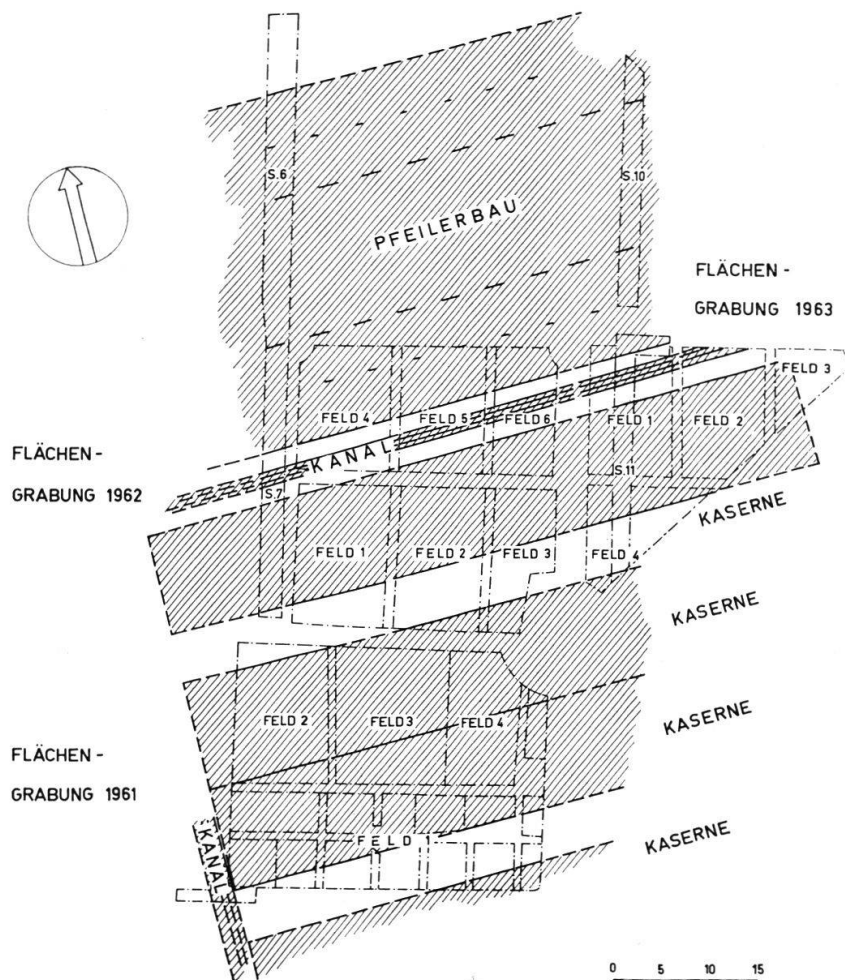 S.6
S.10
PFEILERBAU
FLÄCHEN -
GRABUNG 1963
FELD 3
FELD 4
FELD 5
FELD 6
FELD 1
FELD 2
KANAL
FLÄCHEN -
GRABUNG 1962
S.7
S.11
KASERNE
FELD 1
FELD 2
FELD 3
FELD 4
KASERNE
FELD 2
FELD 3
FELD 4
KASERNE
FLÄCHEN -
GRABUNG 1961
KANAL
FELD 1
KASERNE
0 5 10 15